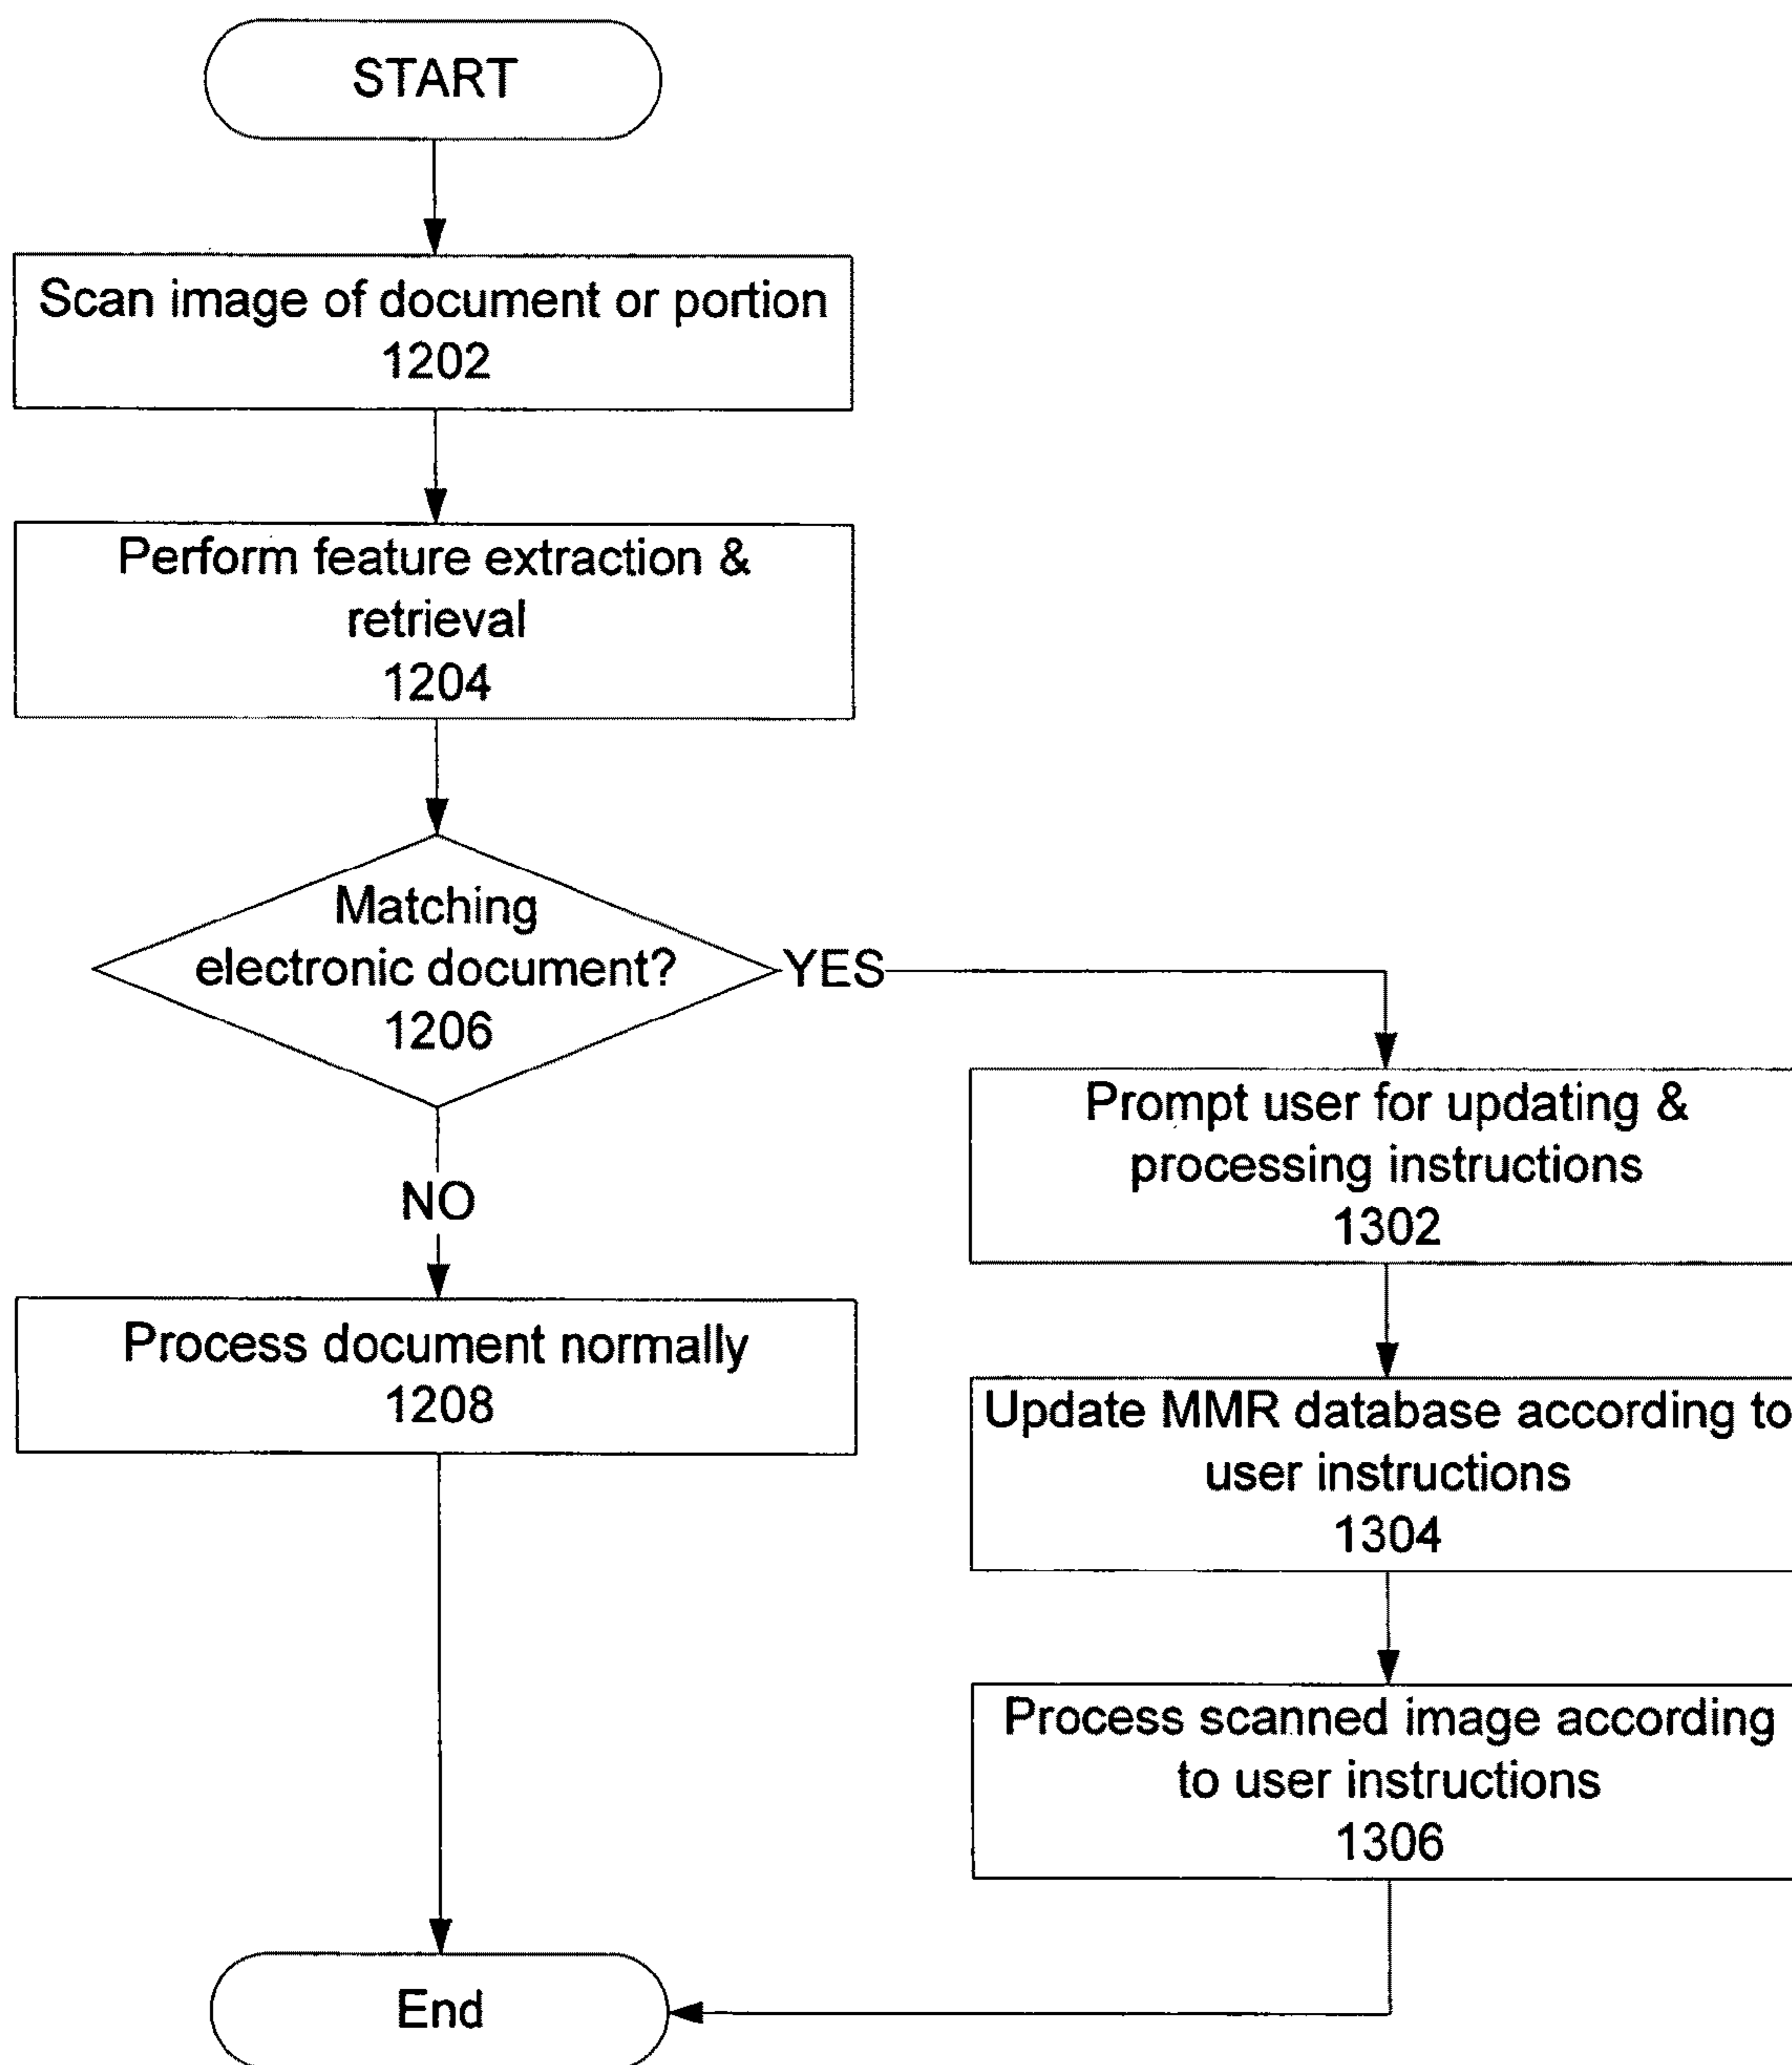 START
Scan image of document or portion
1202
Perform feature extraction &
retrieval
1204
Matching
electronic document?
1206
YES
NO
Process document normally
1208
Prompt user for updating &
processing instructions
1302
Update MMR database according to
user instructions
1304
Process scanned image according
to user instructions
1306
End